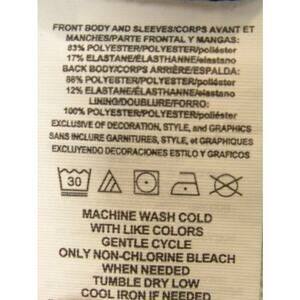 FRONT BODY AND SLEEVES/CORPS AVANT ET
MANCHES/PARTE FRONTAL Y MANGAS:
83% POLYESTER/POLYESTER/poliéster
17% ELASTANE/ÉLASTHANNE/elastano
BACK BODY/CORPS ARRIÈRE/ESPALDA:
88% POLYESTER/POLYESTER/poliéster
12% ELASTANE/ÉLASTHANNE/elastano
LINING/DOUBLURE/FORRO:
100% POLYESTER/POLYESTER/poliéster
EXCLUSIVE OF DECORATION, STYLE, and GRAPHICS
SANS INCLURE GARNITURES, STYLE, et GRAPHIQUES
EXCLUYENDO DECORACIONES ESTILO Y GRAFICOS
30
MACHINE WASH COLD
WITH LIKE COLORS
GENTLE CYCLE
ONLY NON-CHLORINE BLEACH
WHEN NEEDED
TUMBLE DRY LOW
COOL IRON IF NEEDED